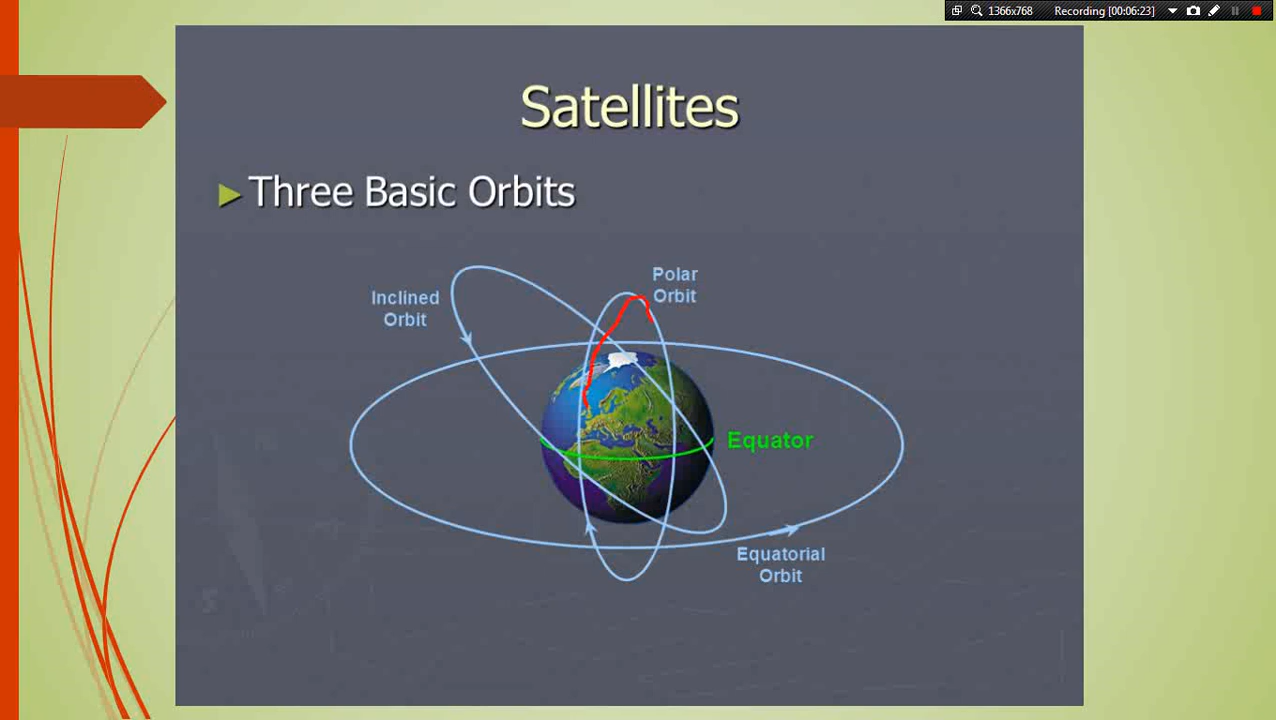 1366x768 Recording [00:06:23]
Satellites
Three Basic Orbits
Polar
Orbit
Inclined
Orbit
Equator
Equatorial
Orbit